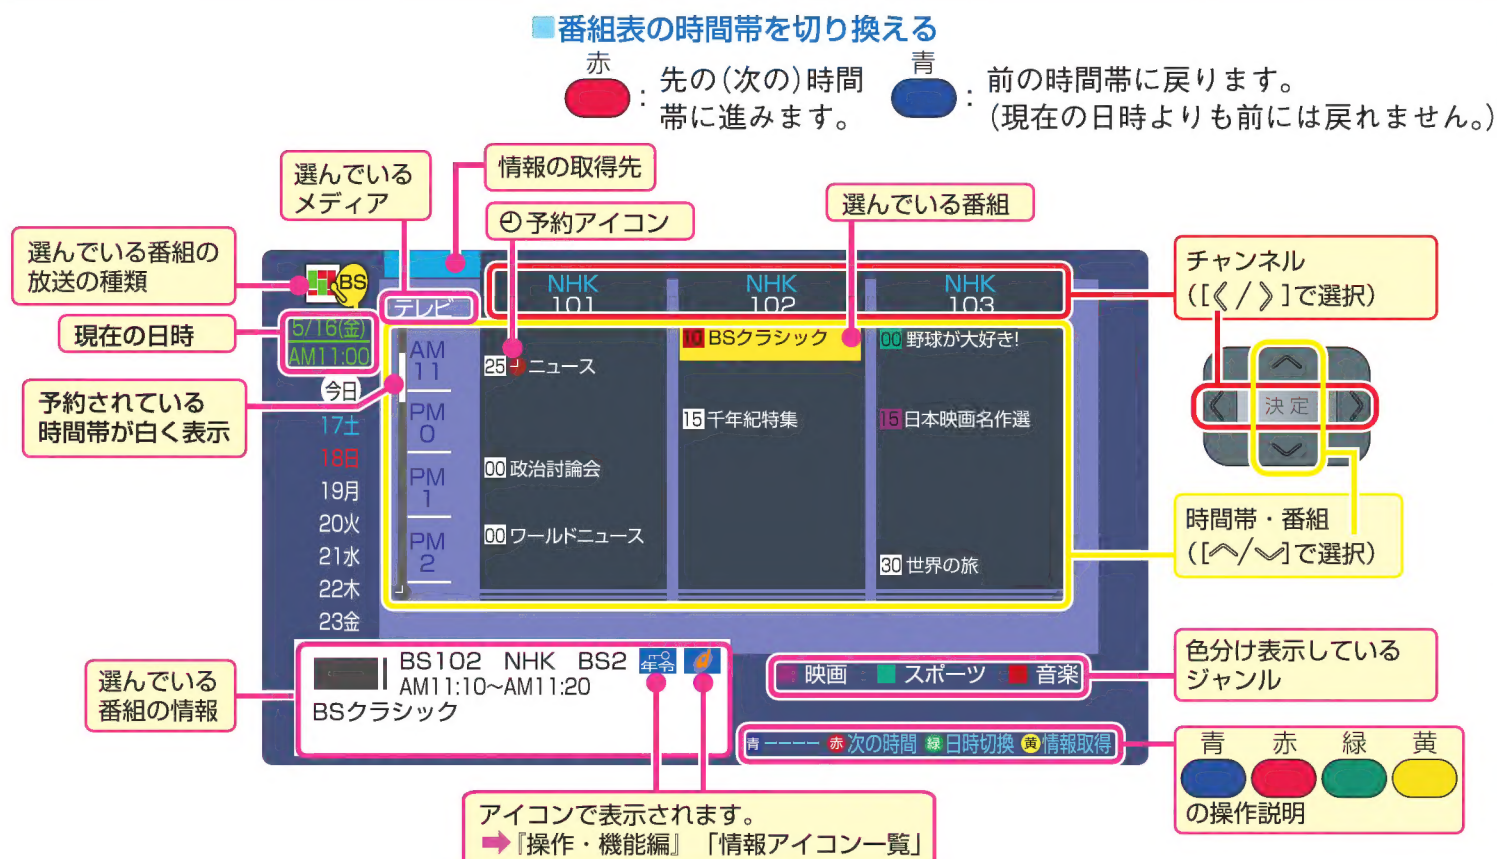 番組表の時間帯を切り換える
赤
: 先の(次の)時間
帯に進みます。
青
: 前の時間帯に戻ります。
(現在の日時よりも前には戻れません。)
選んでいる
メディア
情報の取得先
予約アイコン
選んでいる番組
選んでいる番組の
放送の種類
現在の日時
予約されている
時間帯が白く表示
チャンネル
([《/》]で選択)
BS
テレビ
NHK
101
NHK
102
NHK
103
5/16(金)
AM11:00
今日
17土
18日
19月
20火
21水
22木
23金
AM
11
PM
0
PM
1
PM
2
25 ニュース
00 政治討論会
00 ワールドニュース
10 BSクラシック
15 千年紀特集
00 野球が大好き!
15 日本映画名作選
30 世界の旅
決定
時間帯・番組
([︿/﹀]で選択)
選んでいる
番組の情報
BS102 NHK BS2 年令 d
AM11:10~AM11:20
BSクラシック
映画 スポーツ 音楽
色分け表示している
ジャンル
青 ーーーー 赤 次の時間 緑 日時切換 黄 情報取得
青 赤 緑 黄
の操作説明
アイコンで表示されます。
➡『操作・機能編』「情報アイコン一覧」